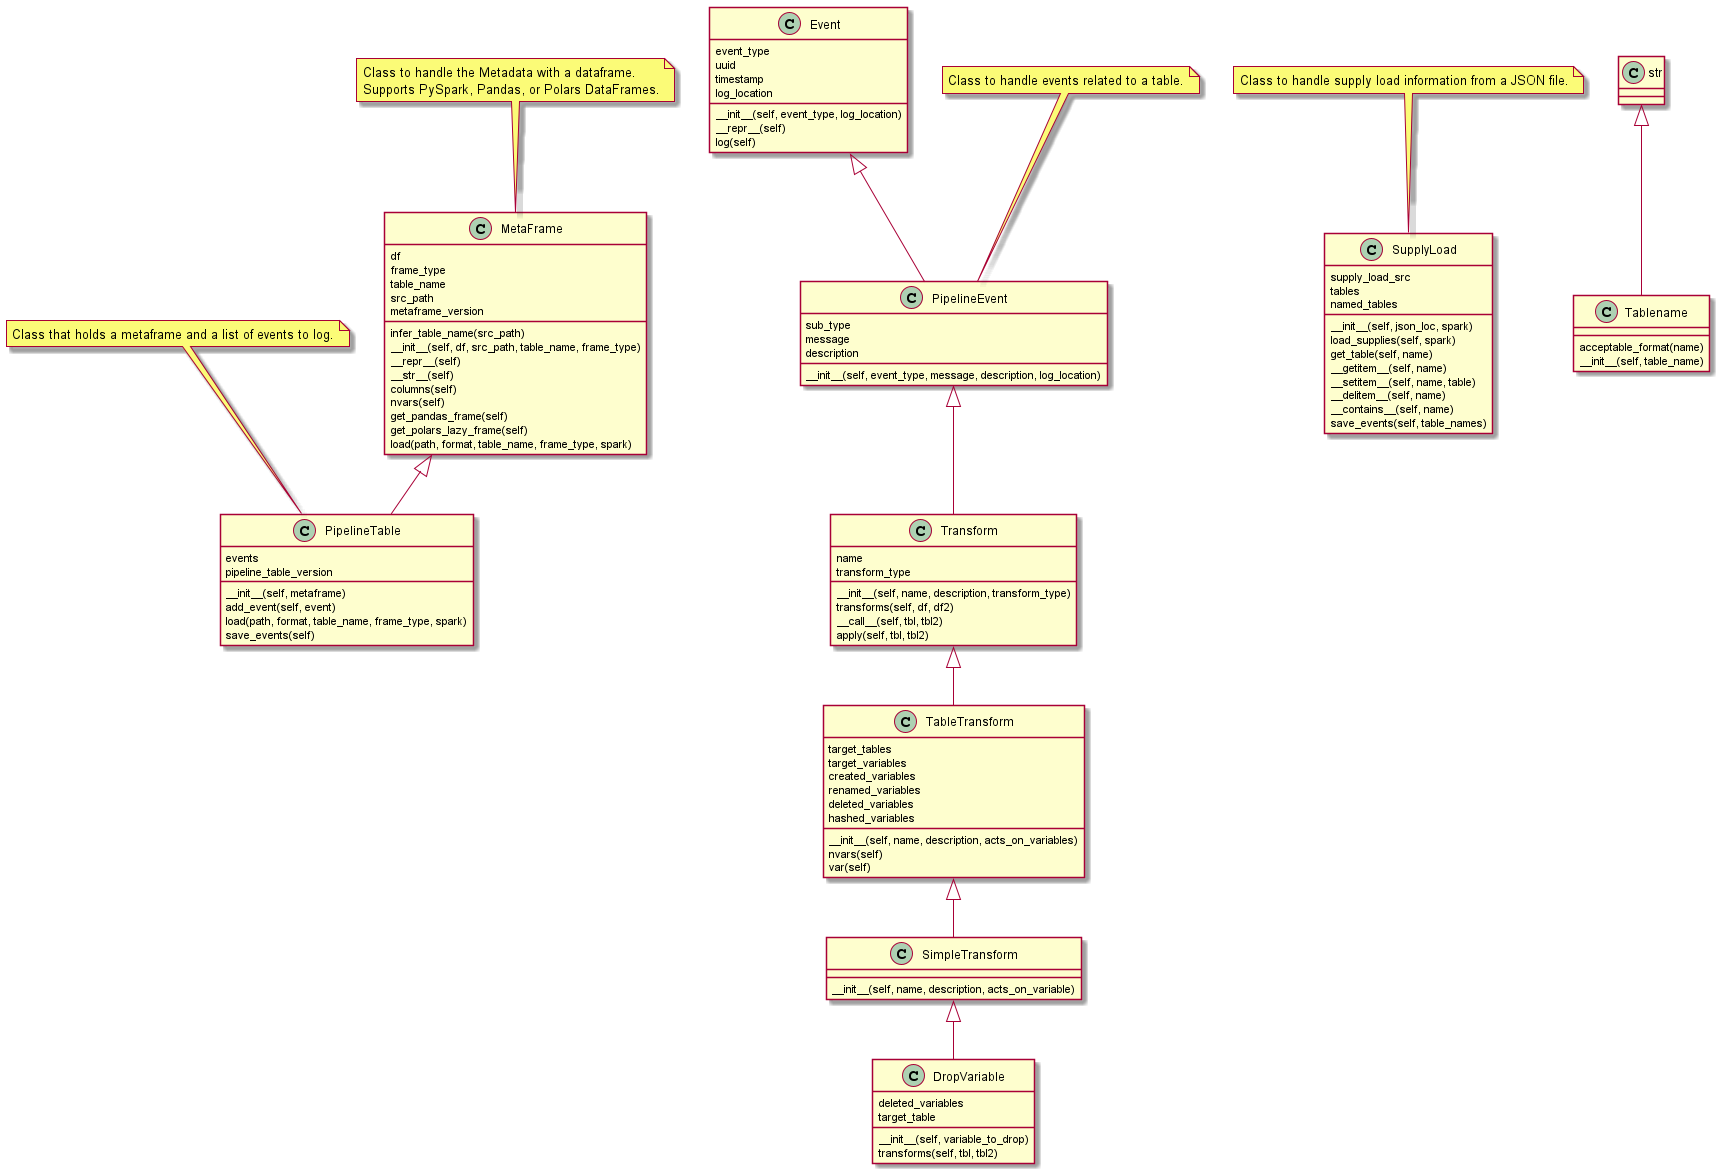 C Event
event_type
uuid
timestamp
log_location
__init__(self, event_type, log_location)
__repr__(self)
log(self)
Class to handle the Metadata with a dataframe.
Supports PySpark, Pandas, or Polars DataFrames.
Class to handle events related to a table.
Class to handle supply load information from a JSON file.
C str
C MetaFrame
df
frame_type
table_name
src_path
metaframe_version
infer_table_name(src_path)
__init__(self, df, src_path, table_name, frame_type)
__repr__(self)
__str__(self)
columns(self)
nvars(self)
get_pandas_frame(self)
get_polars_lazy_frame(self)
load(path, format, table_name, frame_type, spark)
C PipelineEvent
sub_type
message
description
__init__(self, event_type, message, description, log_location)
C SupplyLoad
supply_load_src
tables
named_tables
__init__(self, json_loc, spark)
load_supplies(self, spark)
get_table(self, name)
__getitem__(self, name)
__setitem__(self, name, table)
__delitem__(self, name)
__contains__(self, name)
save_events(self, table_names)
C Tablename
acceptable_format(name)
__init__(self, table_name)
Class that holds a metaframe and a list of events to log.
C PipelineTable
events
pipeline_table_version
__init__(self, metaframe)
add_event(self, event)
load(path, format, table_name, frame_type, spark)
save_events(self)
C Transform
name
transform_type
__init__(self, name, description, transform_type)
transforms(self, df, df2)
__call__(self, tbl, tbl2)
apply(self, tbl, tbl2)
C TableTransform
target_tables
target_variables
created_variables
renamed_variables
deleted_variables
hashed_variables
__init__(self, name, description, acts_on_variables)
nvars(self)
var(self)
C SimpleTransform
__init__(self, name, description, acts_on_variable)
C DropVariable
deleted_variables
target_table
__init__(self, variable_to_drop)
transforms(self, tbl, tbl2)